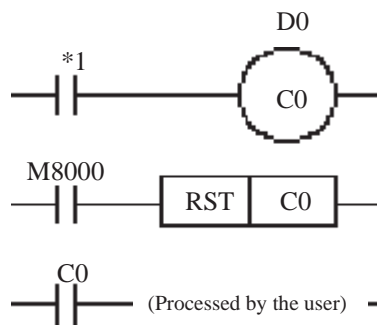 D0
*1
C0
M8000
RST C0
C0
(Processed by the user)